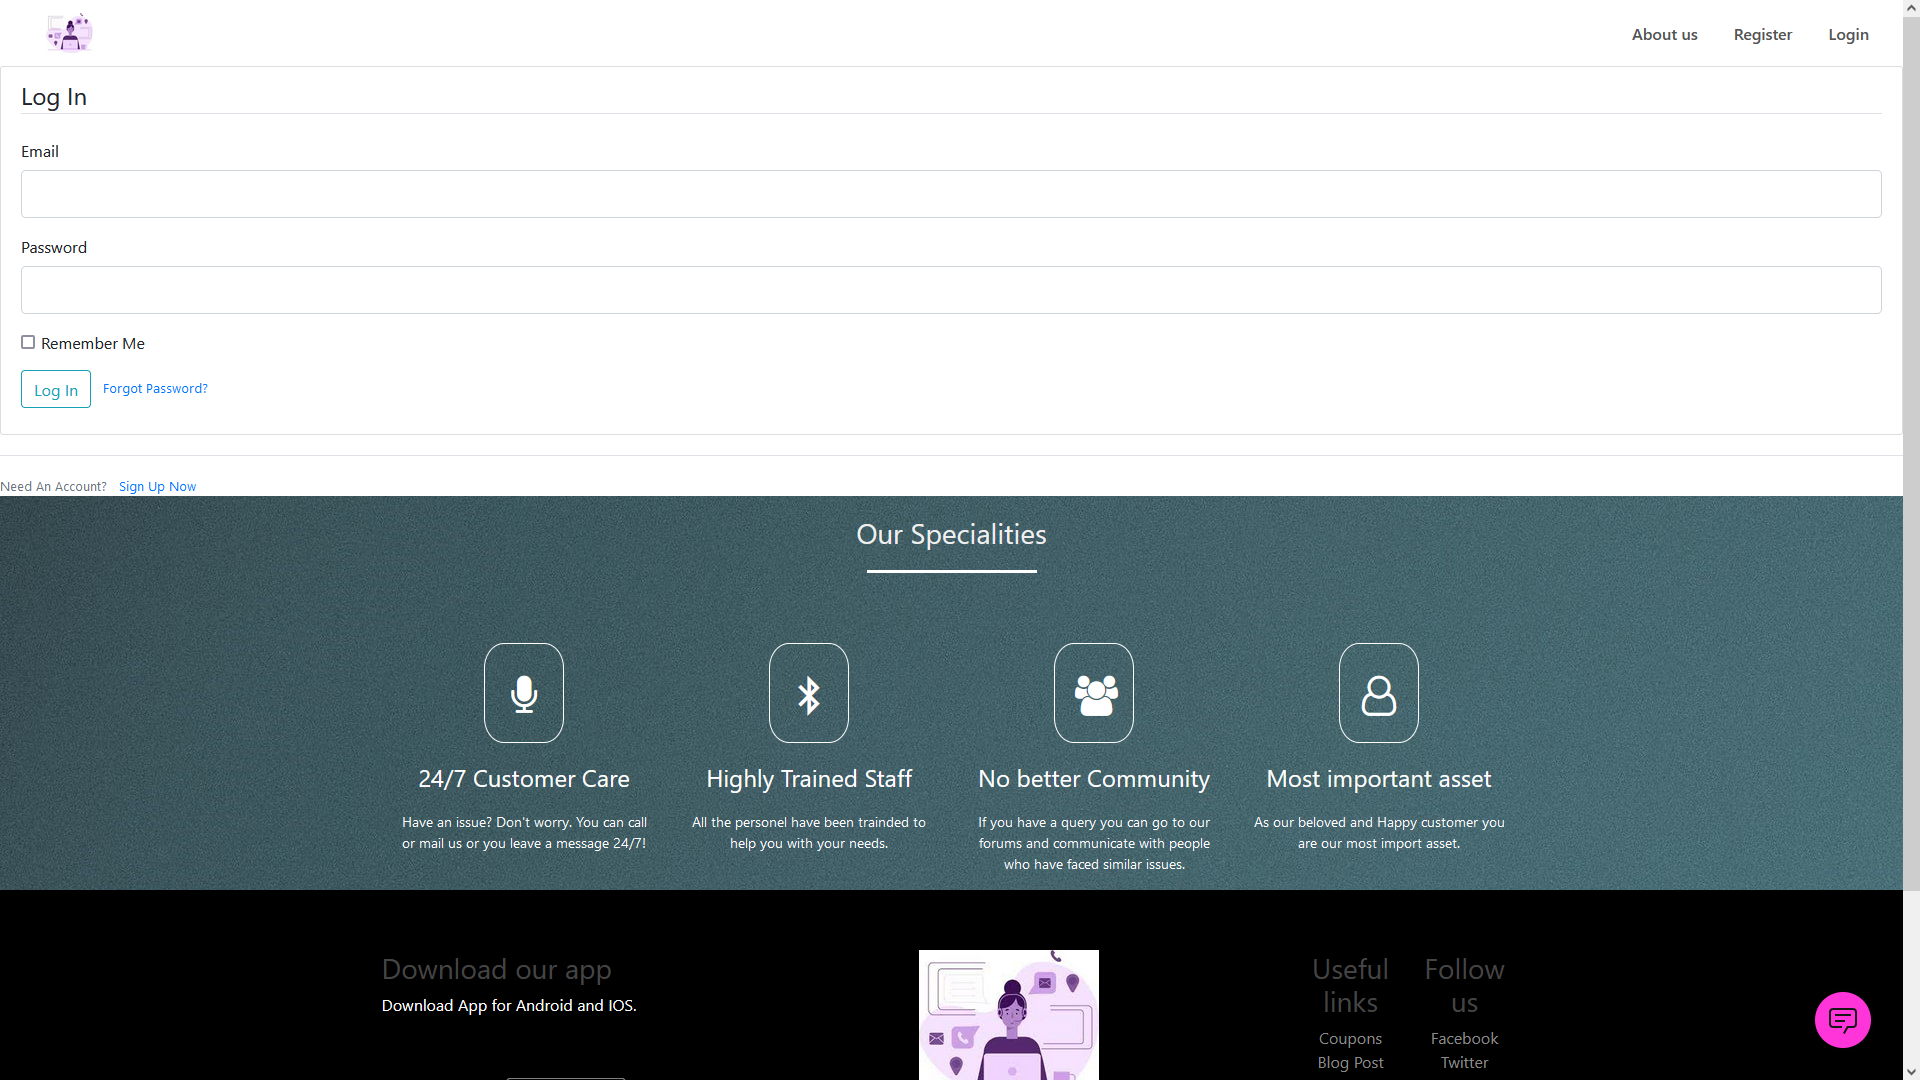 About us
Register
Login
Log In
Email
Password
Remember Me
Log In
Forgot Password?
Need An Account?
Sign Up Now
Our Specialities
24/7 Customer Care
Have an issue? Don't worry. You can call
or mail us or you leave a message 24/7!
Highly Trained Staff
All the personel have been trainded to
help you with your needs.
No better Community
If you have a query you can go to our
forums and communicate with people
who have faced similar issues.
Most important asset
As our beloved and Happy customer you
are our most import asset.
Download our app
Download App for Android and IOS.
Useful
links
Coupons
Blog Post
Follow
us
Facebook
Twitter